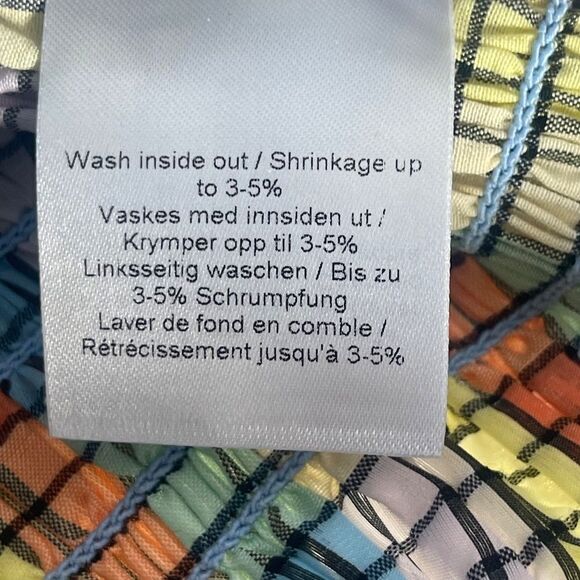 Wash inside out / Shrinkage up
to 3-5%
Vaskes med innsiden ut /
Krymper opp til 3-5%
Linksseitig waschen / Bis zu
3-5% Schrumpfung
Laver de fond en comble /
Rétrécissement jusqu'à 3-5%